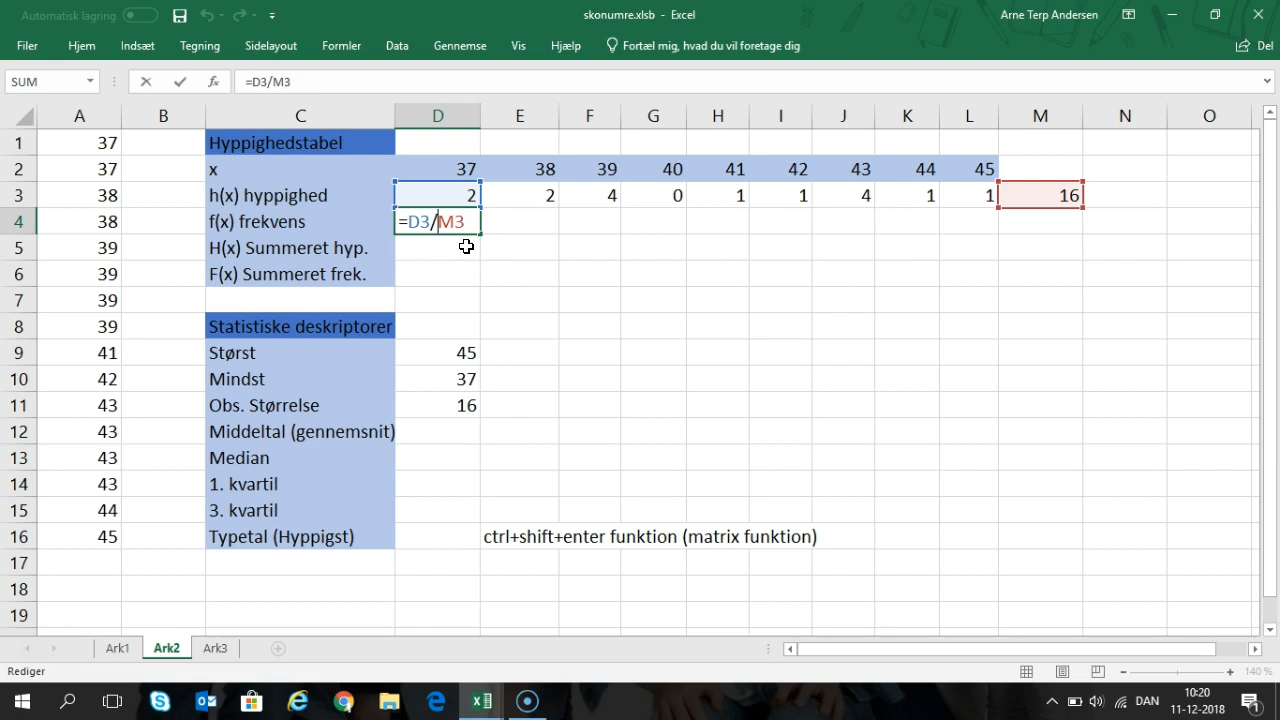 Automatisk lagring
skonumre.xlsb - Excel
Arne Terp Andersen
Filer Hjem Indsæt Tegning Sidelayout Formler Data Gennemse Vis Hjælp Fortæl mig, hvad du vil foretage dig Del
SUM fx =D3/M3
A B C D E F G H I J K L M N O
1 37 Hyppighedstabel
2 37 x 37 38 39 40 41 42 43 44 45
3 38 h(x) hyppighed 2 2 4 0 1 1 4 1 1 16
4 38 f(x) frekvens =D3/M3
5 39 H(x) Summeret hyp.
6 39 F(x) Summeret frek.
7 39
8 39 Statistiske deskriptorer
9 41 Størst 45
10 42 Mindst 37
11 43 Obs. Størrelse 16
12 43 Middeltal (gennemsnit)
13 43 Median
14 43 1. kvartil
15 44 3. kvartil
16 45 Typetal (Hyppigst) ctrl+shift+enter funktion (matrix funktion)
17
18
19
Ark1 Ark2 Ark3
Rediger 140 %
DAN 10:20
11-12-2018 1